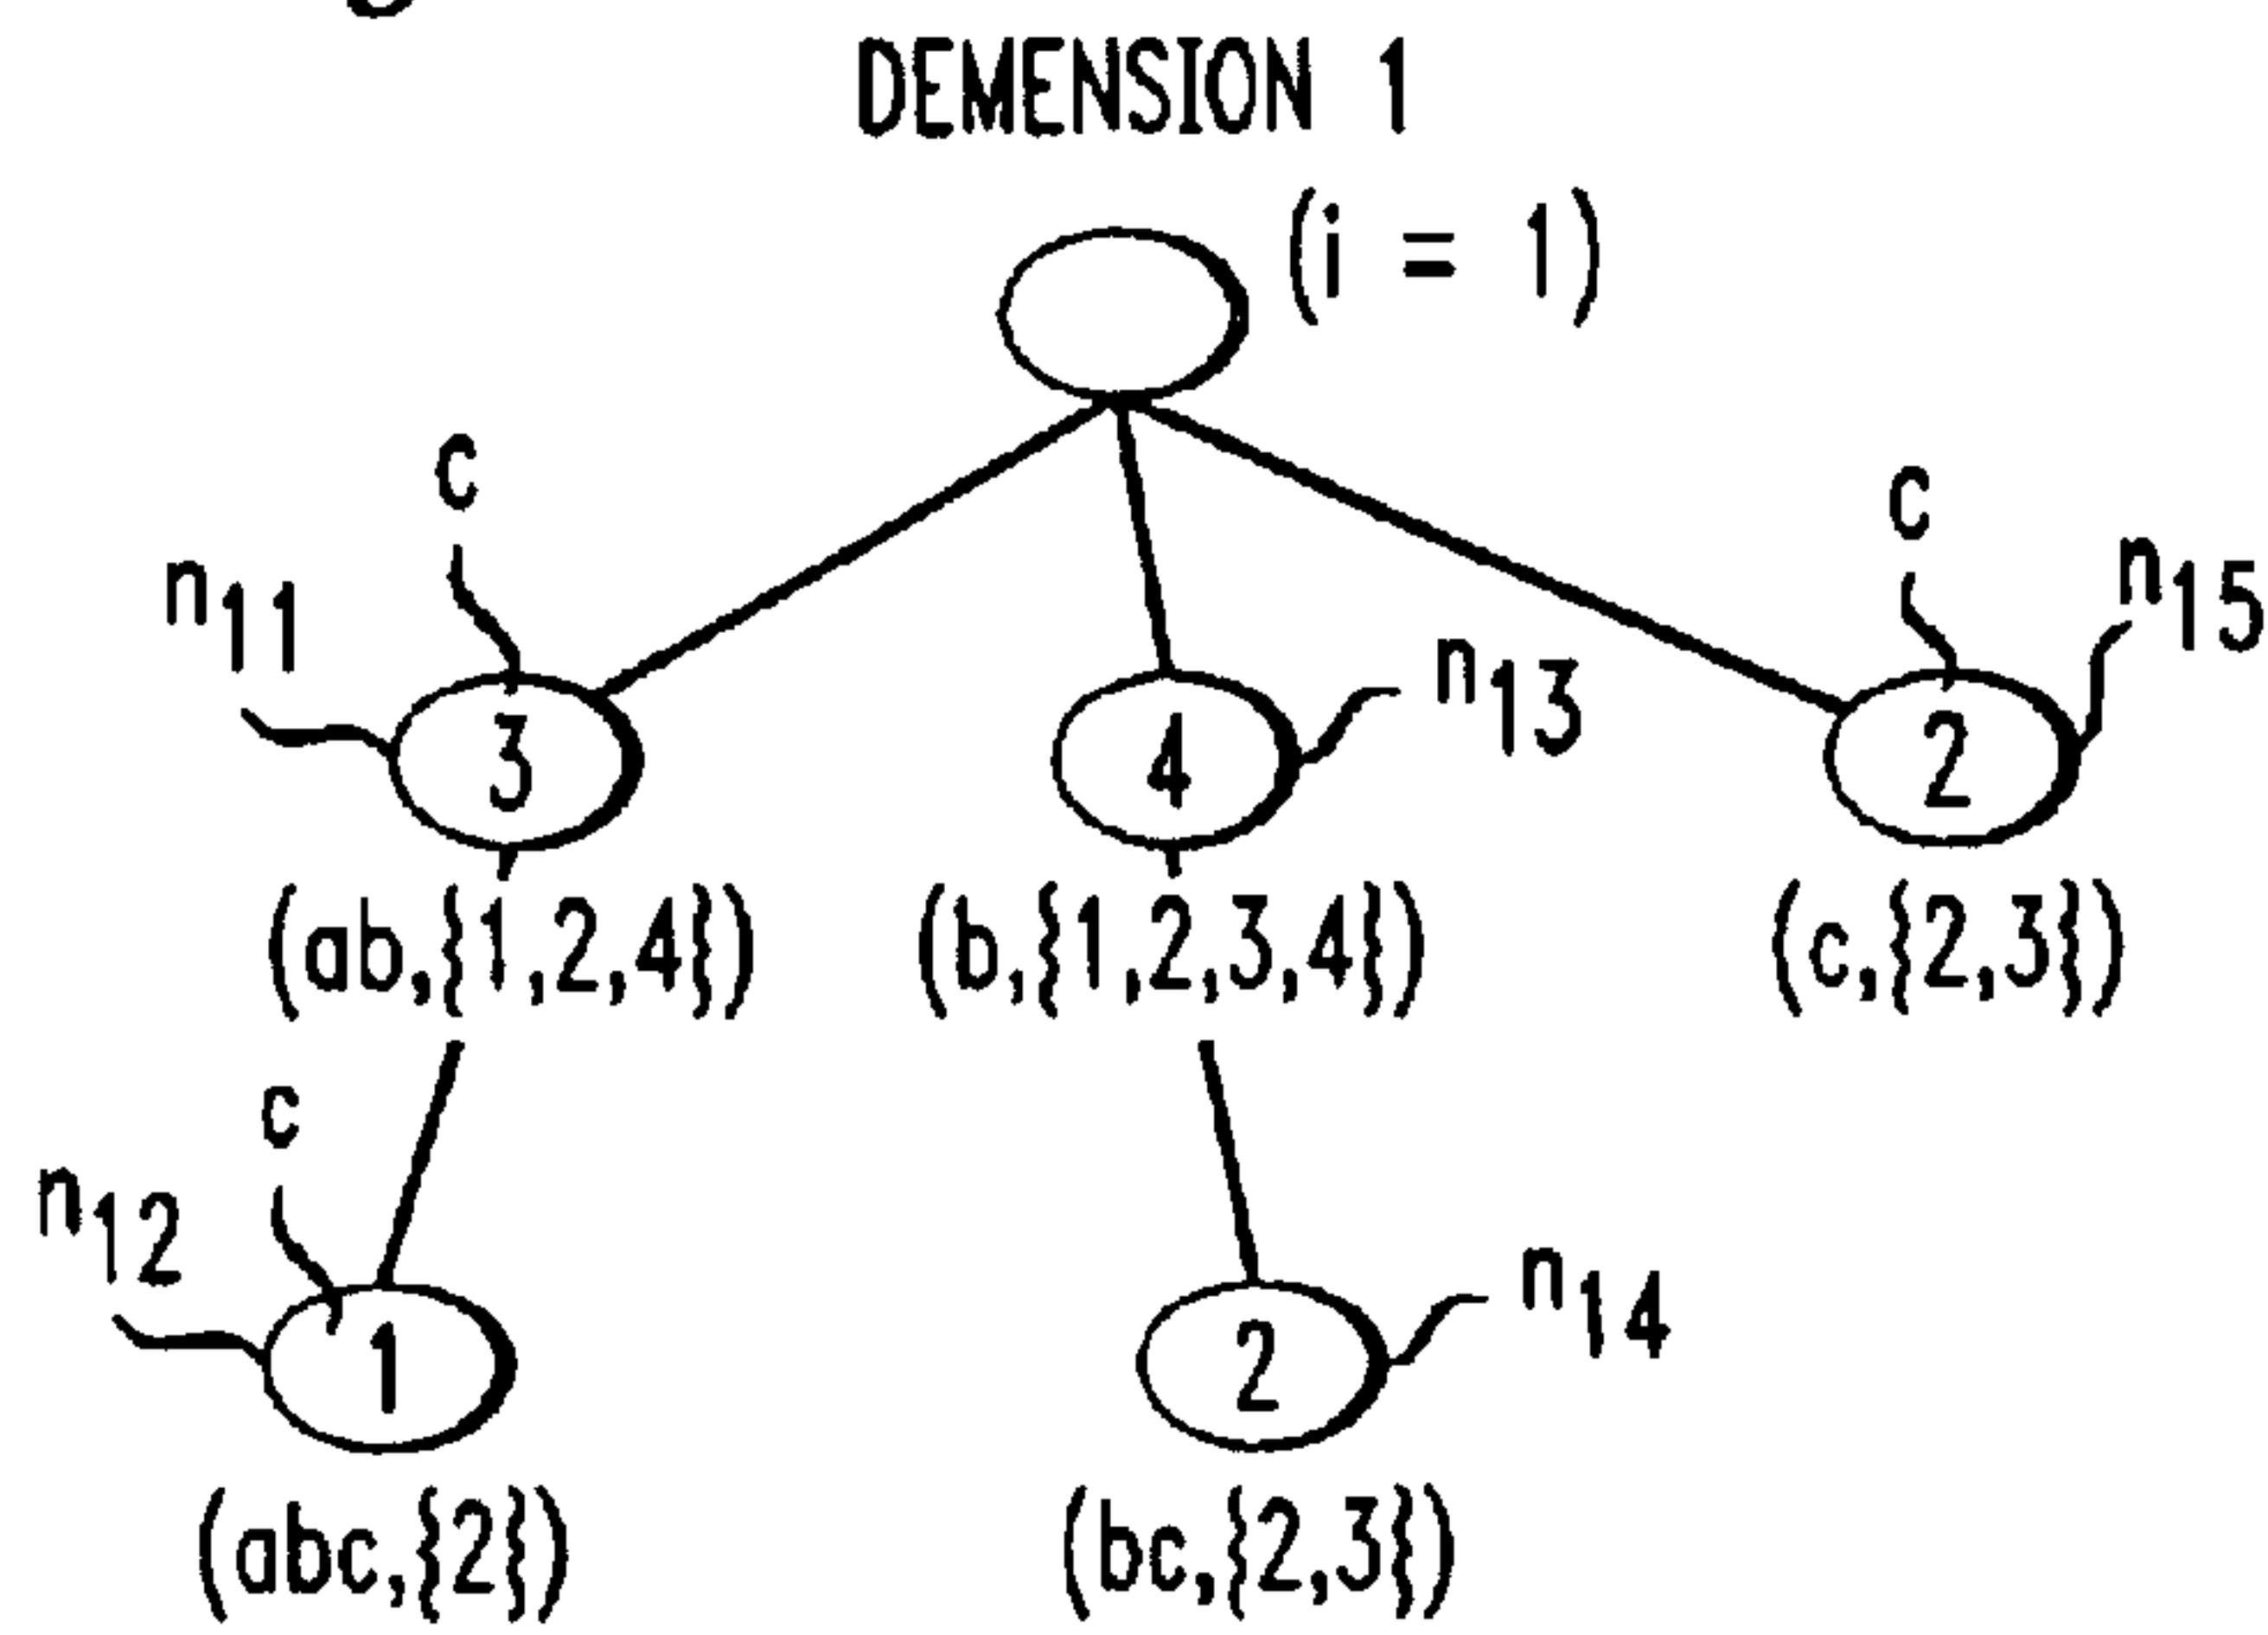 DEMENSION 1
(i = 1)
c
c
n11
n15
n13
3
4
2
(ab,{1,2,4})
(b,{1,2,3,4})
(c,{2,3})
c
n12
n14
1
2
(abc,{2})
(bc,{2,3})